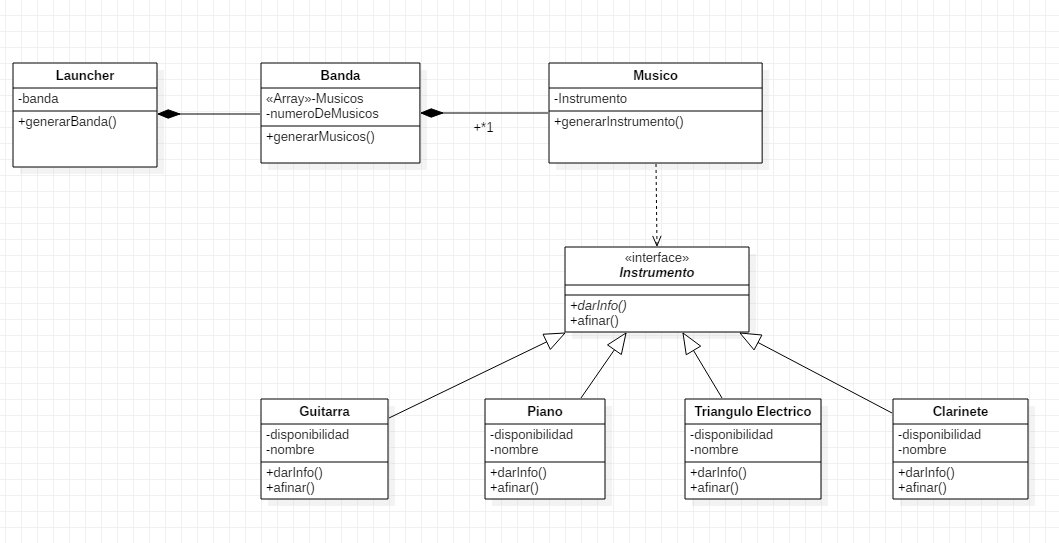 Launcher
-banda
+generarBanda()
Banda
«Array»-Musicos
-numeroDeMusicos
+generarMusicos()
+*1
Musico
-Instrumento
+generarInstrumento()
«interface»
Instrumento
+darInfo()
+afinar()
Guitarra
-disponibilidad
-nombre
+darInfo()
+afinar()
Piano
-disponibilidad
-nombre
+darInfo()
+afinar()
Triangulo Electrico
-disponibilidad
-nombre
+darInfo()
+afinar()
Clarinete
-disponibilidad
-nombre
+darInfo()
+afinar()